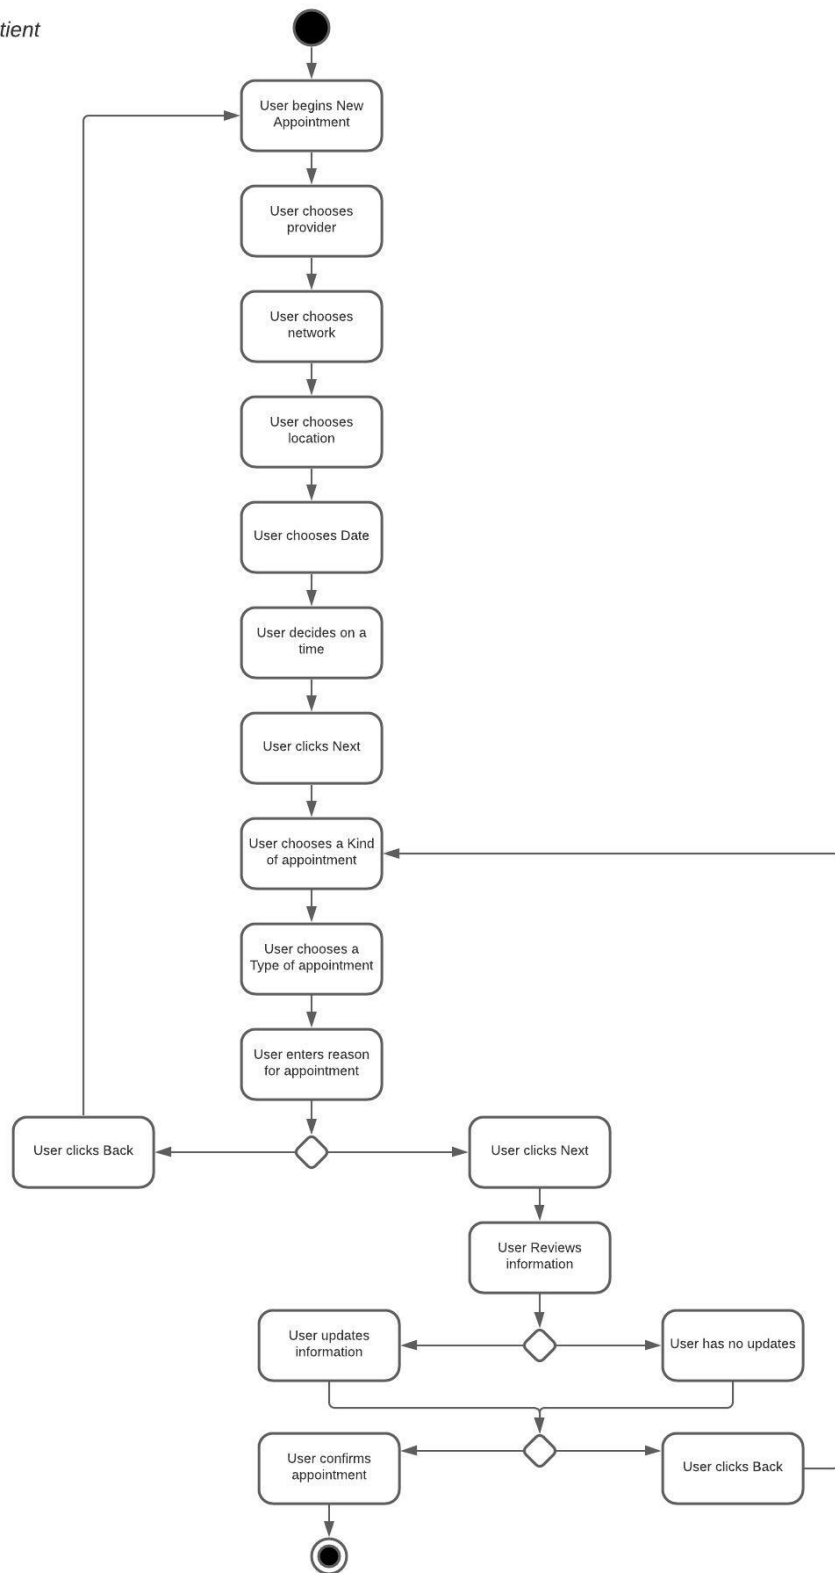 tient
User begins New
Appointment
User chooses
provider
User chooses
network
User chooses
location
User chooses Date
User decides on a
time
User clicks Next
User chooses a Kind
of appointment
User chooses a
Type of appointment
User enters reason
for appointment
User clicks Back
User clicks Next
User Reviews
information
User updates
information
User has no updates
User confirms
appointment
User clicks Back